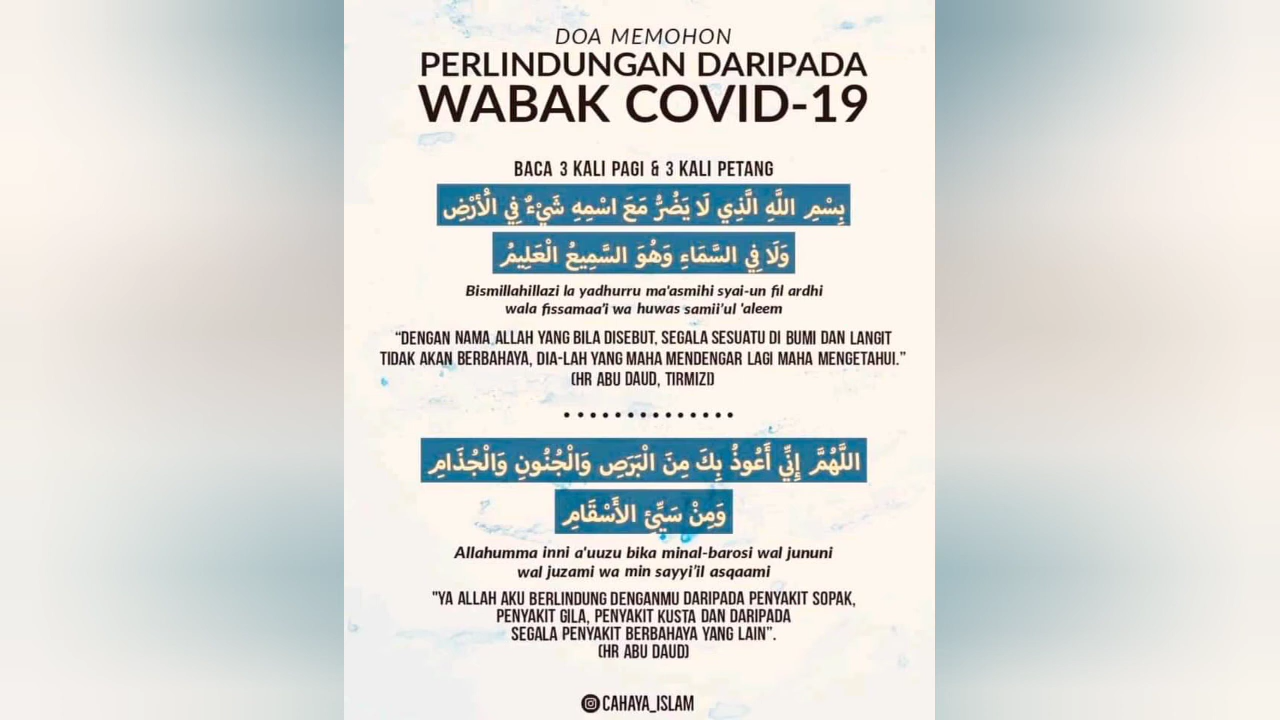 DOA MEMOHON
PERLINDUNGAN DARIPADA
WABAK COVID-19
BACA 3 KALI PAGI & 3 KALI PETANG
بِسْمِ اللَّهِ الَّذِي لَا يَضُرُّ مَعَ اسْمِهِ شَيْءٌ فِي الْأَرْضِ
وَلَا فِي السَّمَاءِ وَهُوَ السَّمِيعُ الْعَلِيمُ
Bismillahillazi la yadhurru ma'asmihi syai-un fil ardhi
wala fissamaa'i wa huwas samii'ul 'aleem
“DENGAN NAMA ALLAH YANG BILA DISEBUT, SEGALA SESUATU DI BUMI DAN LANGIT
TIDAK AKAN BERBAHAYA, DIA-LAH YANG MAHA MENDENGAR LAGI MAHA MENGETAHUI.”
(HR ABU DAUD, TIRMIZI)
اللَّهُمَّ إِنِّي أَعُوذُ بِكَ مِنَ الْبَرَصِ وَالْجُنُونِ وَالْجُذَامِ
وَمِنْ سَيِّئِ الأَسْقَامِ
Allahumma inni a'uuzu bika minal-barosi wal jununi
wal juzami wa min sayyi’il asqaami
"YA ALLAH AKU BERLINDUNG DENGANMU DARIPADA PENYAKIT SOPAK,
PENYAKIT GILA, PENYAKIT KUSTA DAN DARIPADA
SEGALA PENYAKIT BERBAHAYA YANG LAIN”.
(HR ABU DAUD)
CAHAYA_ISLAM